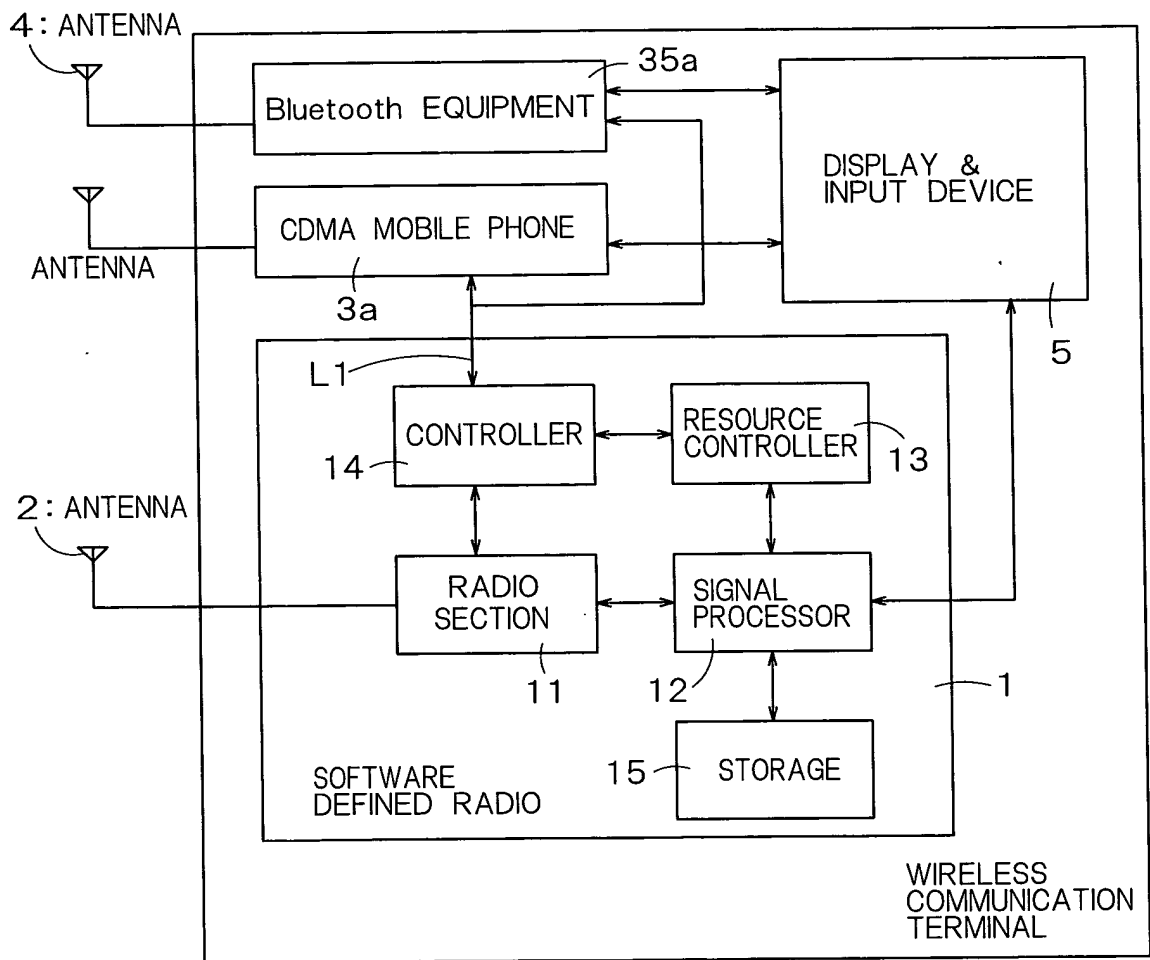 4: ANTENNA
35a
Bluetooth EQUIPMENT
DISPLAY &
INPUT DEVICE
CDMA MOBILE PHONE
ANTENNA
3a
5
L1
CONTROLLER
RESOURCE
CONTROLLER
14
13
2: ANTENNA
RADIO
SECTION
SIGNAL
PROCESSOR
11
12
1
15
STORAGE
SOFTWARE
DEFINED RADIO
WIRELESS
COMMUNICATION
TERMINAL